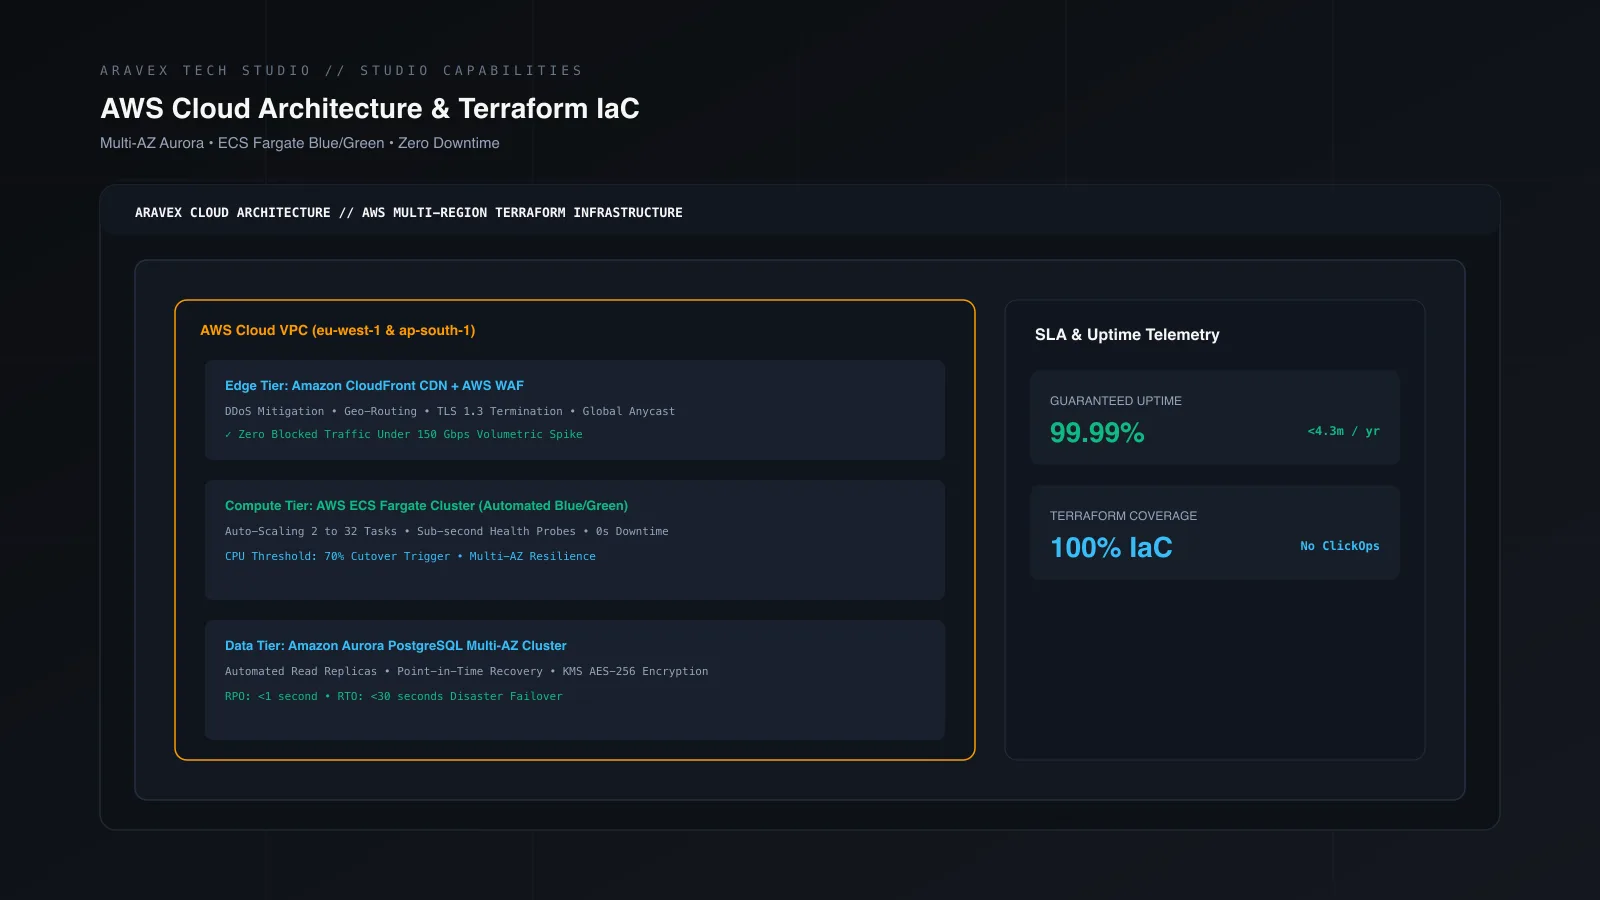 ARAVEX TECH STUDIO // STUDIO CAPABILITIES
AWS Cloud Architecture & Terraform IaC
Multi-AZ Aurora • ECS Fargate Blue/Green • Zero Downtime
ARAVEX CLOUD ARCHITECTURE // AWS MULTI-REGION TERRAFORM INFRASTRUCTURE
AWS Cloud VPC (eu-west-1 & ap-south-1)
Edge Tier: Amazon CloudFront CDN + AWS WAF
DDoS Mitigation • Geo-Routing • TLS 1.3 Termination • Global Anycast
✓ Zero Blocked Traffic Under 150 Gbps Volumetric Spike
Compute Tier: AWS ECS Fargate Cluster (Automated Blue/Green)
Auto-Scaling 2 to 32 Tasks • Sub-second Health Probes • 0s Downtime
CPU Threshold: 70% Cutover Trigger • Multi-AZ Resilience
Data Tier: Amazon Aurora PostgreSQL Multi-AZ Cluster
Automated Read Replicas • Point-in-Time Recovery • KMS AES-256 Encryption
RPO: <1 second • RTO: <30 seconds Disaster Failover
SLA & Uptime Telemetry
GUARANTEED UPTIME
99.99% <4.3m / yr
TERRAFORM COVERAGE
100% IaC No ClickOps